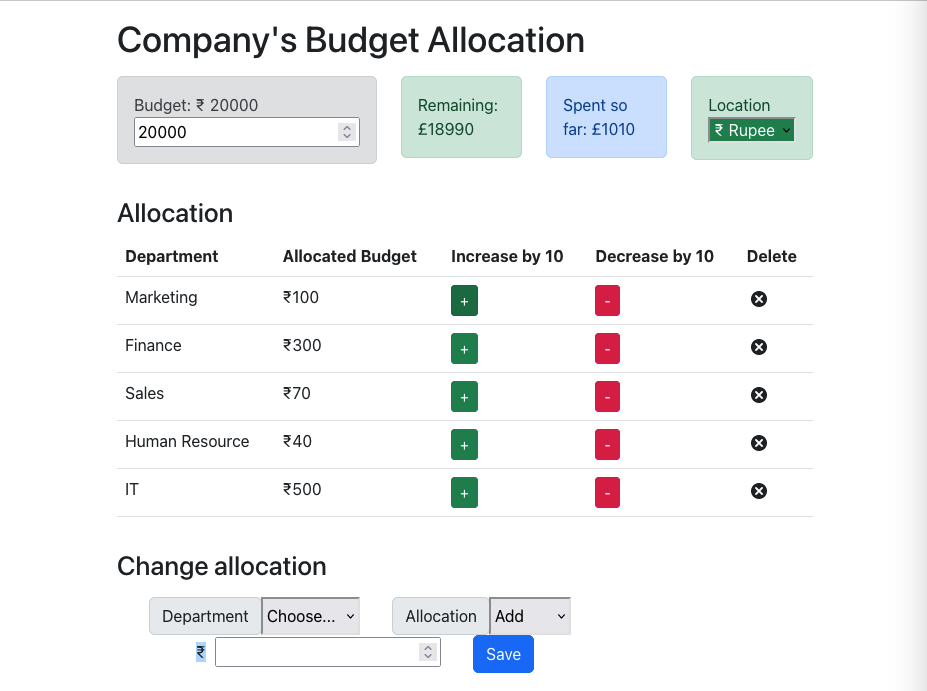 Company's Budget Allocation
Budget: ₹ 20000
20000
Remaining:
£18990
Spent so
far: £1010
Location
₹ Rupee
Allocation
Department Allocated Budget Increase by 10 Decrease by 10 Delete
Marketing ₹100 + -
Finance ₹300 + -
Sales ₹70 + -
Human Resource ₹40 + -
IT ₹500 + -
Change allocation
Department Choose... Allocation Add
₹ Save